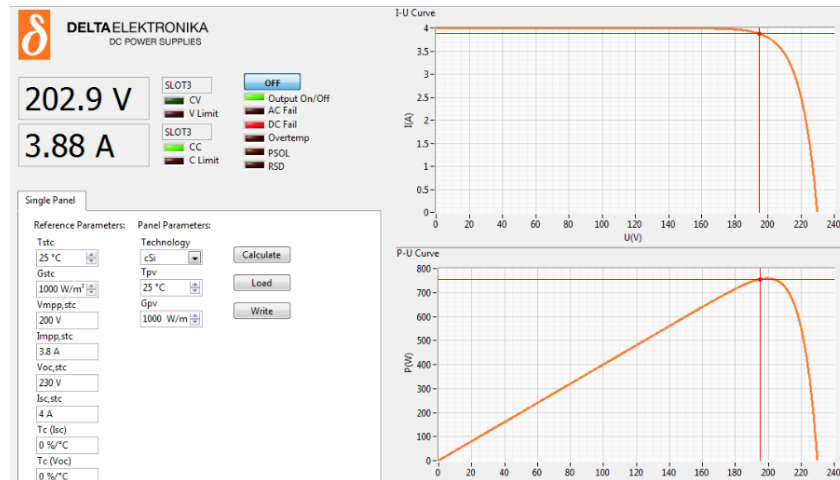 DELTAELEKTRONIKA
DC POWER SUPPLIES
202.9 V
SLOT3
CV
V Limit
3.88 A
SLOT3
CC
C Limit
OFF
Output On/Off
AC Fail
DC Fail
Overtemp
PSOL
RSD
Single Panel
Reference Parameters:
Tstc
25 °C
Gstc
1000 W/m²
Vmpp,stc
200 V
Impp,stc
3.8 A
Voc,stc
230 V
Isc,stc
4 A
Tc (Isc)
0 %/°C
Tc (Voc)
0 %/°C
Panel Parameters:
Technology
cSi
Tpv
25 °C
Gpv
1000 W/m
Calculate
Load
Write
I-U Curve
I(A)
4
3.5
3
2.5
2
1.5
1
0.5
0
0 20 40 60 80 100 120 140 160 180 200 220 240
U(V)
P-U Curve
P(W)
800
700
600
500
400
300
200
100
0
0 20 40 60 80 100 120 140 160 180 200 220 240